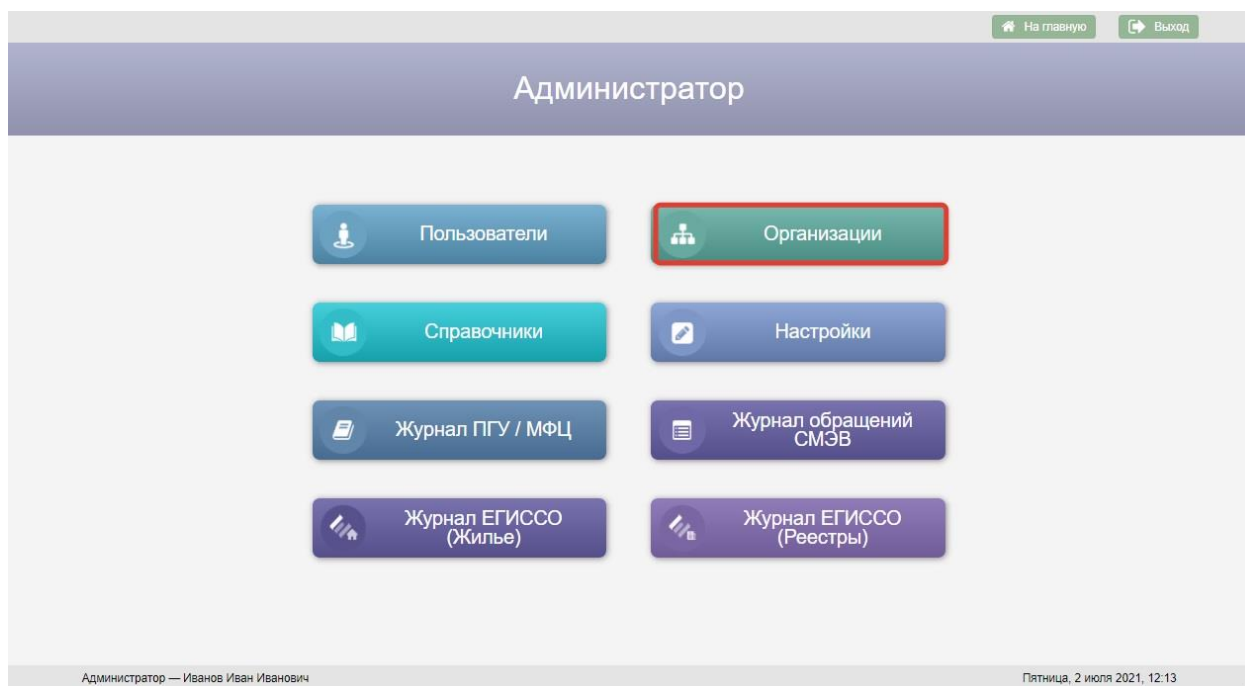 На главную
Выход
Администратор
Пользователи
Организации
Справочники
Настройки
Журнал ПГУ / МФЦ
Журнал обращений
СМЭВ
Журнал ЕГИССО
(Жилье)
Журнал ЕГИССО
(Реестры)
Администратор — Иванов Иван Иванович
Пятница, 2 июля 2021, 12:13